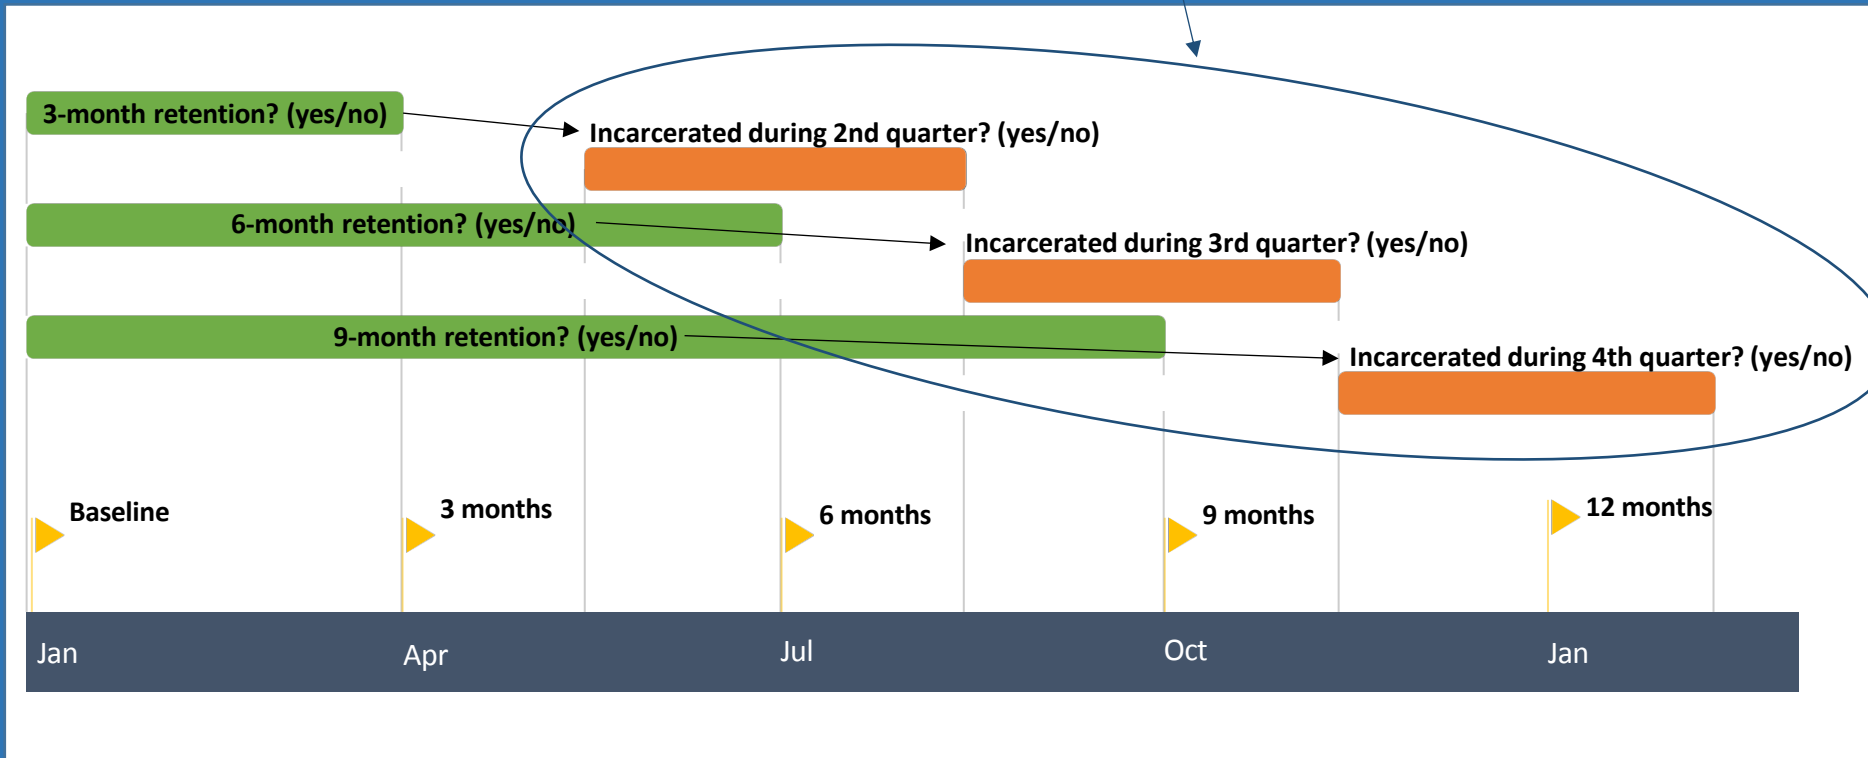 3-month retention? (yes/no)
Incarcerated during 2nd quarter? (yes/no)
6-month retention? (yes/no)
Incarcerated during 3rd quarter? (yes/no)
9-month retention? (yes/no)
Incarcerated during 4th quarter? (yes/no)
Baseline
3 months
6 months
9 months
12 months
Jan
Apr
Jul
Oct
Jan